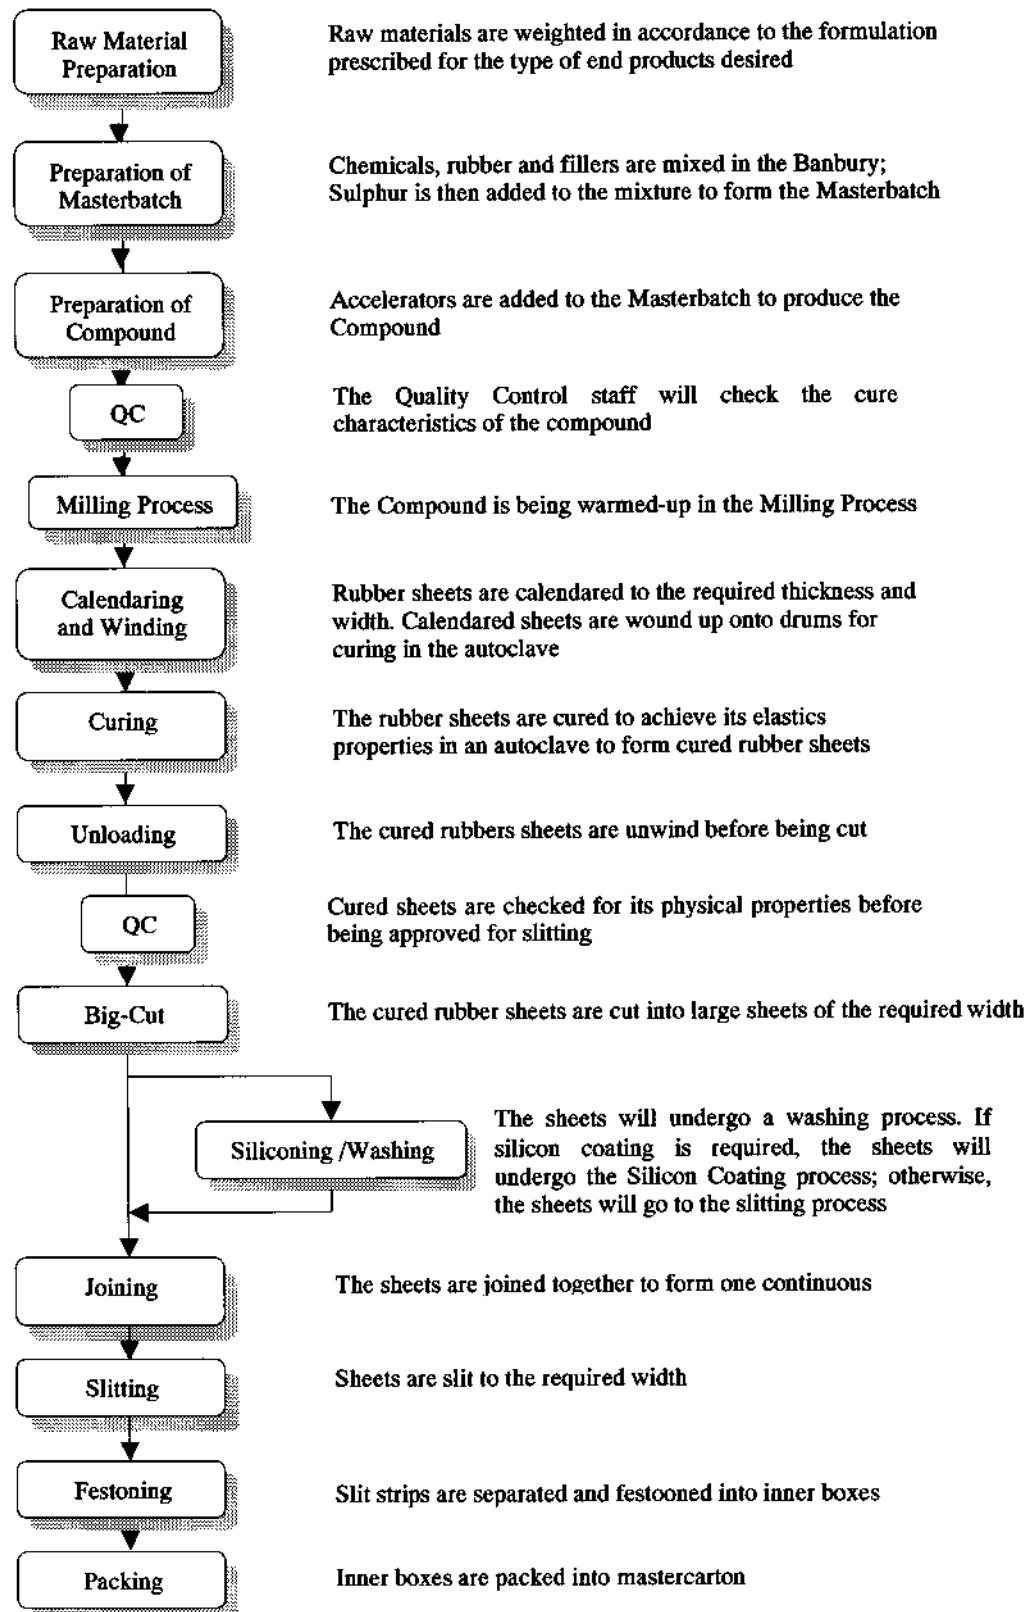 Raw Material
Preparation
Raw materials are weighted in accordance to the formulation
prescribed for the type of end products desired
Preparation of
Masterbatch
Chemicals, rubber and fillers are mixed in the Banbury;
Sulphur is then added to the mixture to form the Masterbatch
Preparation of
Compound
Accelerators are added to the Masterbatch to produce the
Compound
QC
The Quality Control staff will check the cure
characteristics of the compound
Milling Process
The Compound is being warmed-up in the Milling Process
Calendaring
and Winding
Rubber sheets are calendared to the required thickness and
width. Calendared sheets are wound up onto drums for
curing in the autoclave
Curing
The rubber sheets are cured to achieve its elastics
properties in an autoclave to form cured rubber sheets
Unloading
The cured rubbers sheets are unwind before being cut
QC
Cured sheets are checked for its physical properties before
being approved for slitting
Big-Cut
The cured rubber sheets are cut into large sheets of the required width
Siliconing /Washing
The sheets will undergo a washing process. If
silicon coating is required, the sheets will
undergo the Silicon Coating process; otherwise,
the sheets will go to the slitting process
Joining
The sheets are joined together to form one continuous
Slitting
Sheets are slit to the required width
Festoning
Slit strips are separated and festooned into inner boxes
Packing
Inner boxes are packed into mastercarton